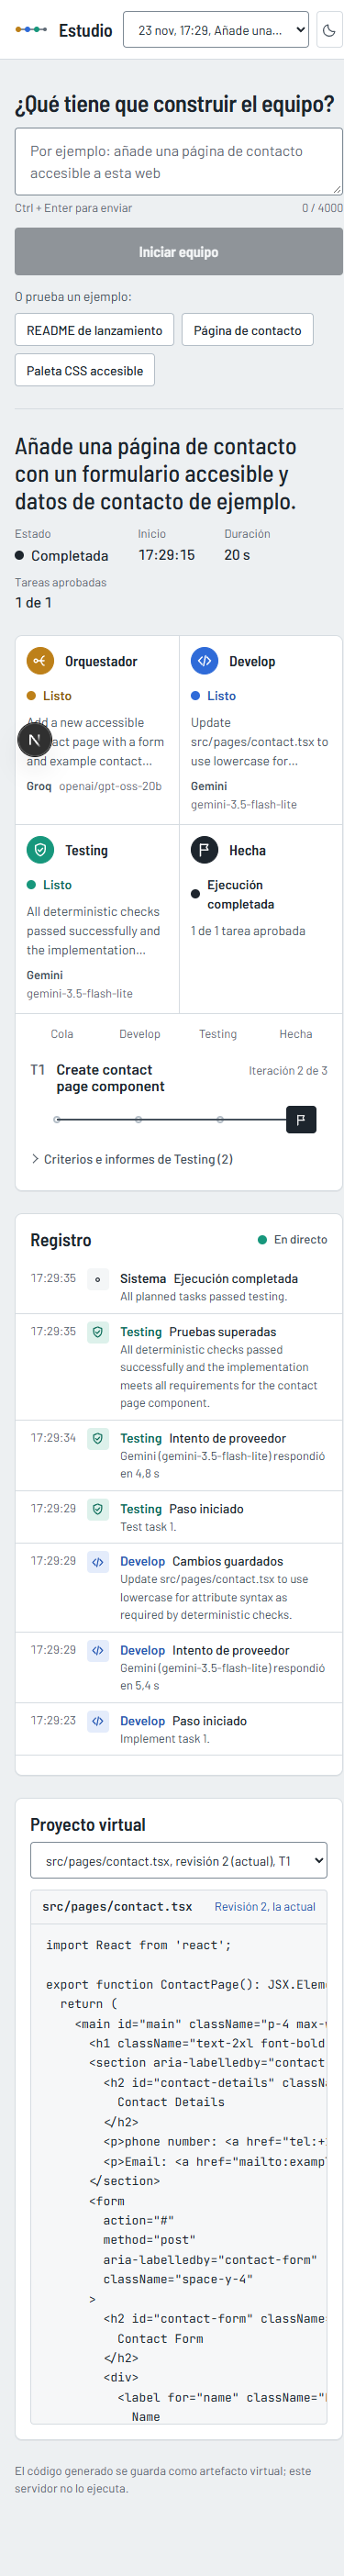 Estudio
23 nov, 17:29, Añade una...
¿Qué tiene que construir el equipo?
Por ejemplo: añade una página de contacto
accesible a esta web
Ctrl + Enter para enviar
0 / 4000
Iniciar equipo
O prueba un ejemplo:
README de lanzamiento
Página de contacto
Paleta CSS accesible
Añade una página de contacto
con un formulario accesible y
datos de contacto de ejemplo.
Estado
Inicio
Duración
Completada
17:29:15
20 s
Tareas aprobadas
1 de 1
Orquestador
Listo
Add a new accessible
act page with a form
and example contact...
Groq openai/gpt-oss-20b
Develop
Listo
Update
src/pages/contact.tsx to
use lowercase for...
Gemini
gemini-3.5-flash-lite
Testing
Listo
All deterministic checks
passed successfully and
the implementation...
Gemini
gemini-3.5-flash-lite
Hecha
Ejecución
completada
1 de 1 tarea aprobada
N
Cola
Develop
Testing
Hecha
T1 Create contact
page component
Iteración 2 de 3
Criterios e informes de Testing (2)
Registro
En directo
17:29:35 Sistema Ejecución completada
All planned tasks passed testing.
17:29:35 Testing Pruebas superadas
All deterministic checks passed
successfully and the implementation
meets all requirements for the contact
page component.
17:29:34 Testing Intento de proveedor
Gemini (gemini-3.5-flash-lite) respondió
en 4,8 s
17:29:29 Testing Paso iniciado
Test task 1.
17:29:29 Develop Cambios guardados
Update src/pages/contact.tsx to use
lowercase for attribute syntax as
required by deterministic checks.
17:29:29 Develop Intento de proveedor
Gemini (gemini-3.5-flash-lite) respondió
en 5,4 s
17:29:23 Develop Paso iniciado
Implement task 1.
Proyecto virtual
src/pages/contact.tsx, revisión 2 (actual), T1
src/pages/contact.tsx
Revisión 2, la actual
import React from 'react';
export function ContactPage(): JSX.Elem
return (
<main id="main" className="p-4 max-w
<h1 className="text-2xl font-bold
<section aria-labelledby="contact
<h2 id="contact-details" classNa
Contact Details
</h2>
<p>phone number: <a href="tel:+
<p>Email: <a href="mailto:examp
</section>
<form
action="#"
method="post"
aria-labelledby="contact-form"
className="space-y-4"
>
<h2 id="contact-form" className=
Contact Form
</h2>
<div>
<label for="name" className="
Name
El código generado se guarda como artefacto virtual; este
servidor no lo ejecuta.